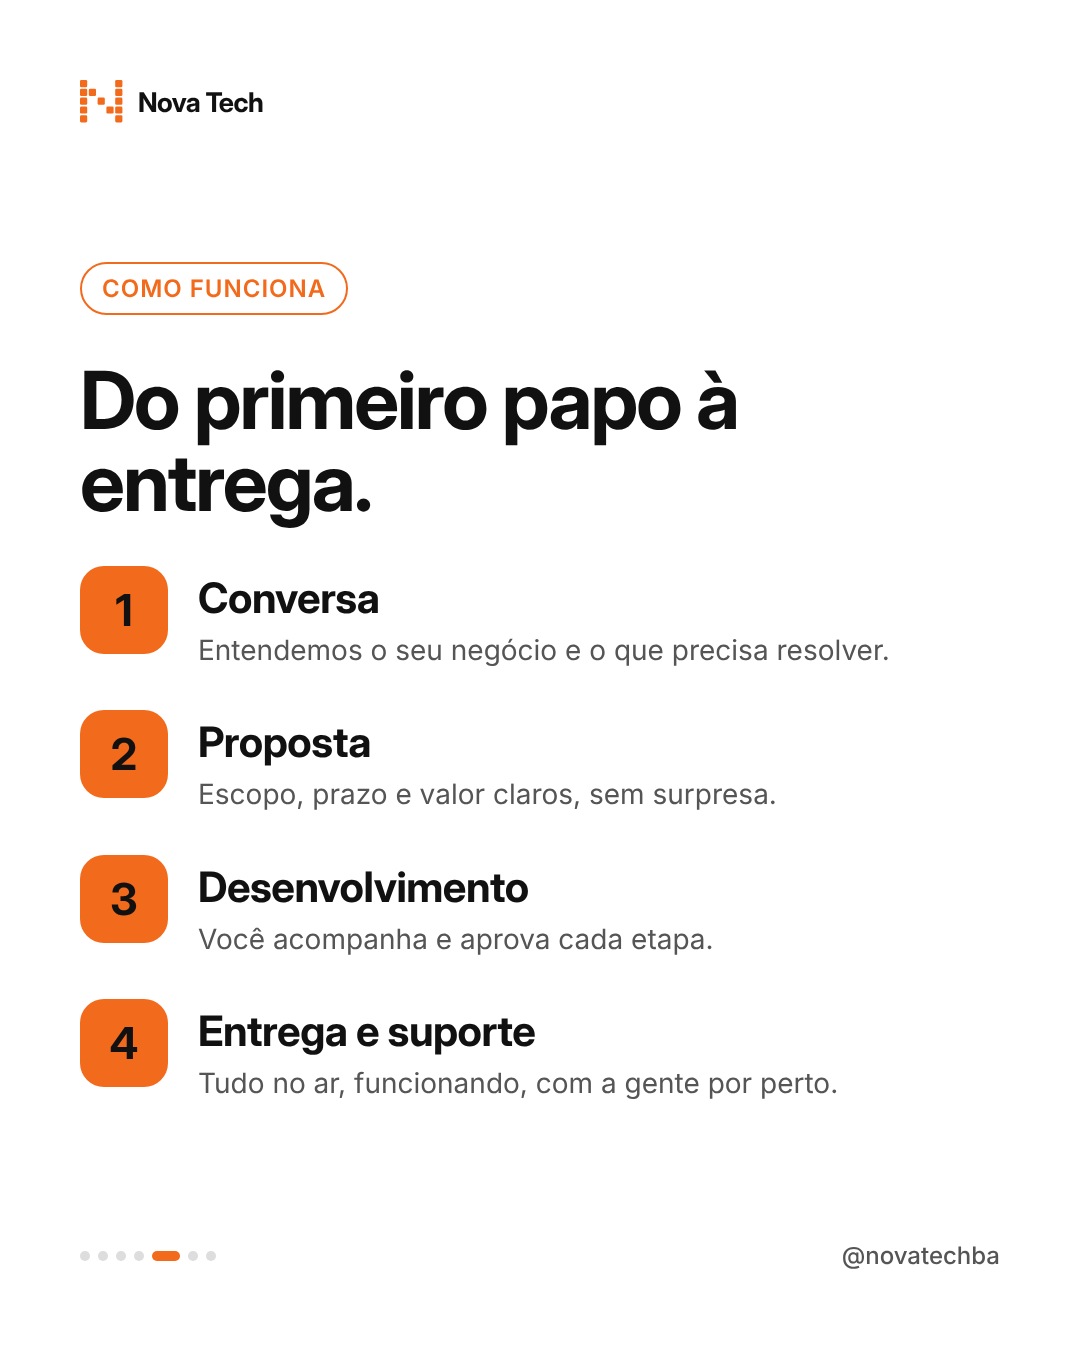 Nova Tech
COMO FUNCIONA
Do primeiro papo à
entrega.
1
Conversa
Entendemos o seu negócio e o que precisa resolver.
2
Proposta
Escopo, prazo e valor claros, sem surpresa.
3
Desenvolvimento
Você acompanha e aprova cada etapa.
4
Entrega e suporte
Tudo no ar, funcionando, com a gente por perto.
@novatechba